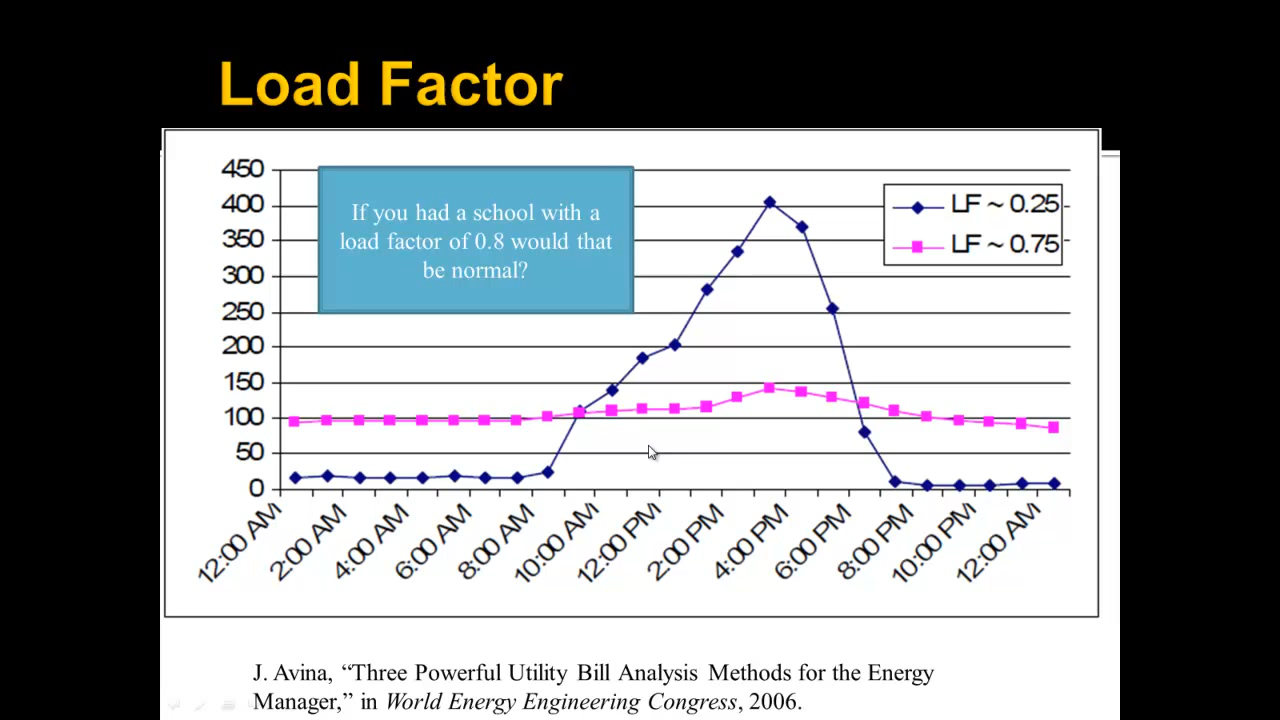 Load Factor
If you had a school with a
load factor of 0.8 would that
be normal?
LF ~ 0.25
LF ~ 0.75
450
400
350
300
250
200
150
100
50
0
12:00 AM
2:00 AM
4:00 AM
6:00 AM
8:00 AM
10:00 AM
12:00 PM
2:00 PM
4:00 PM
6:00 PM
8:00 PM
10:00 PM
12:00 AM
J. Avina, “Three Powerful Utility Bill Analysis Methods for the Energy
Manager,” in World Energy Engineering Congress, 2006.